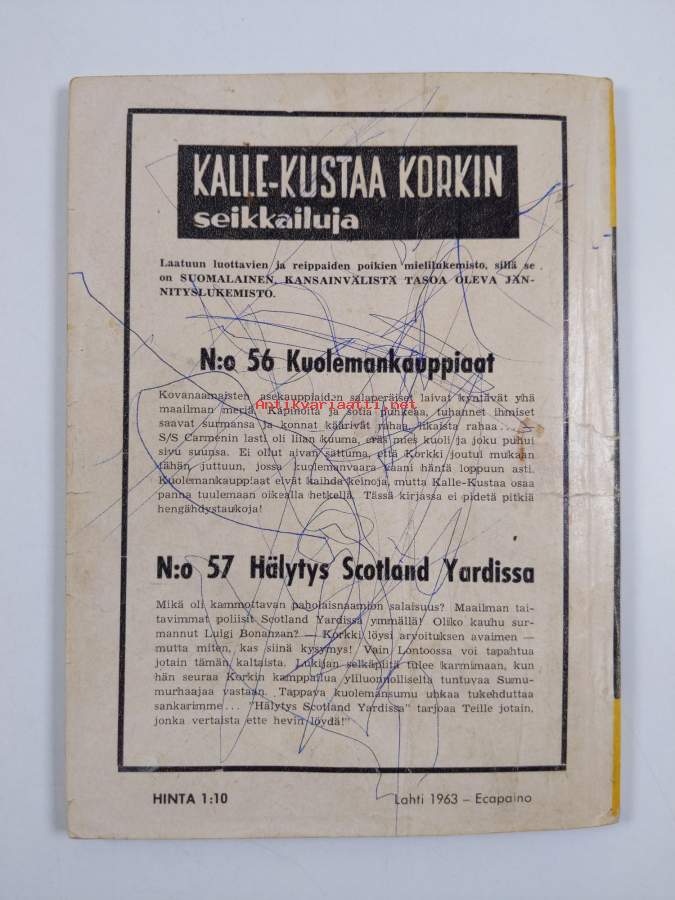 KALLE-KUSTAA KORKIN
seikkailuja
Laatuun luottavien ja reippaiden poikien mielilukemisto, sillä se
on SUOMALAINEN, KANSAINVÄLISTÄ TASOA OLEVA JÄN-
NITYSLUKEMISTO.
N:o 56 Kuolemankauppiaat
Kovanaamaisten asekauppiaiden salaperäiset laivat kyntävät yhä
maailman meriä. Kapinoita ja sotia puhkeaa, tuhannet ihmiset
Antikvariaatti.net
saavat surmansa ja konnat käärivät rahaa, likaista rahaa...
S/S Carmenin lasti oli liian kuuma, eräs mies kuoli ja joku puhui
sivu suunsa. Ei ollut aivan sattuma, että Korkki joutui mukaan
tähän juttuun, jossa kuolemanvaara vaani häntä loppuun asti.
Kuolemankauppiaat eivät kaihda keinoja, mutta Kalle-Kustaa osaa
panna tuulemaan oikealla hetkellä. Tässä kirjassa ei pidetä pitkiä
hengähdystaukoja!
N:o 57 Hälytys Scotland Yardissa
Mikä oli kammottavan paholaisnaamion salaisuus? Maailman tai-
tavimmat poliisit Scotland Yardissa ymmällä! Oliko kauhu sur-
mannut Luigi Bonanzan? — Korkki löysi arvoituksen avaimen —
mutta miten, kas siinä kysymys! Vain Lontoossa voi tapahtua
jotain tämän kaltaista. Lukijan selkäpiitä tulee karmimaan, kun
hän seuraa Korkin kamppailua yliluonnolliselta tuntuvaa Sumu-
murhaajaa vastaan. Tappava kuolemansumu uhkaa tukehduttaa
sankarimme... "Hälytys Scotland Yardissa" tarjoaa Teille jotain,
jonka vertaista ette hevin löydä!"
HINTA 1:10
Lahti 1963 – Ecapaino